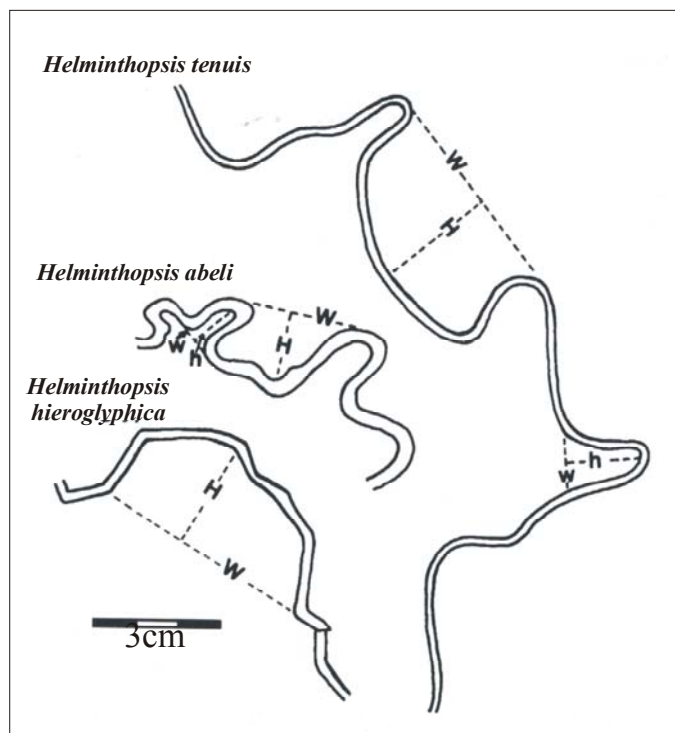 Helminthopsis tenuis
W
H
Helminthopsis abeli
W
H
w
h
Helminthopsis
hieroglyphica
H
W
h
w
3cm